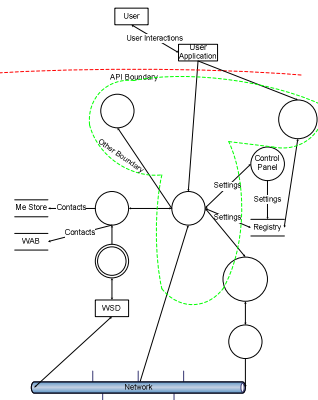 User
User Interactions
User
Application
API Boundary
Other Boundary
Control
Panel
Settings
Settings
Settings
Me Store
Contacts
Registry
Contacts
WAB
WSD
Network